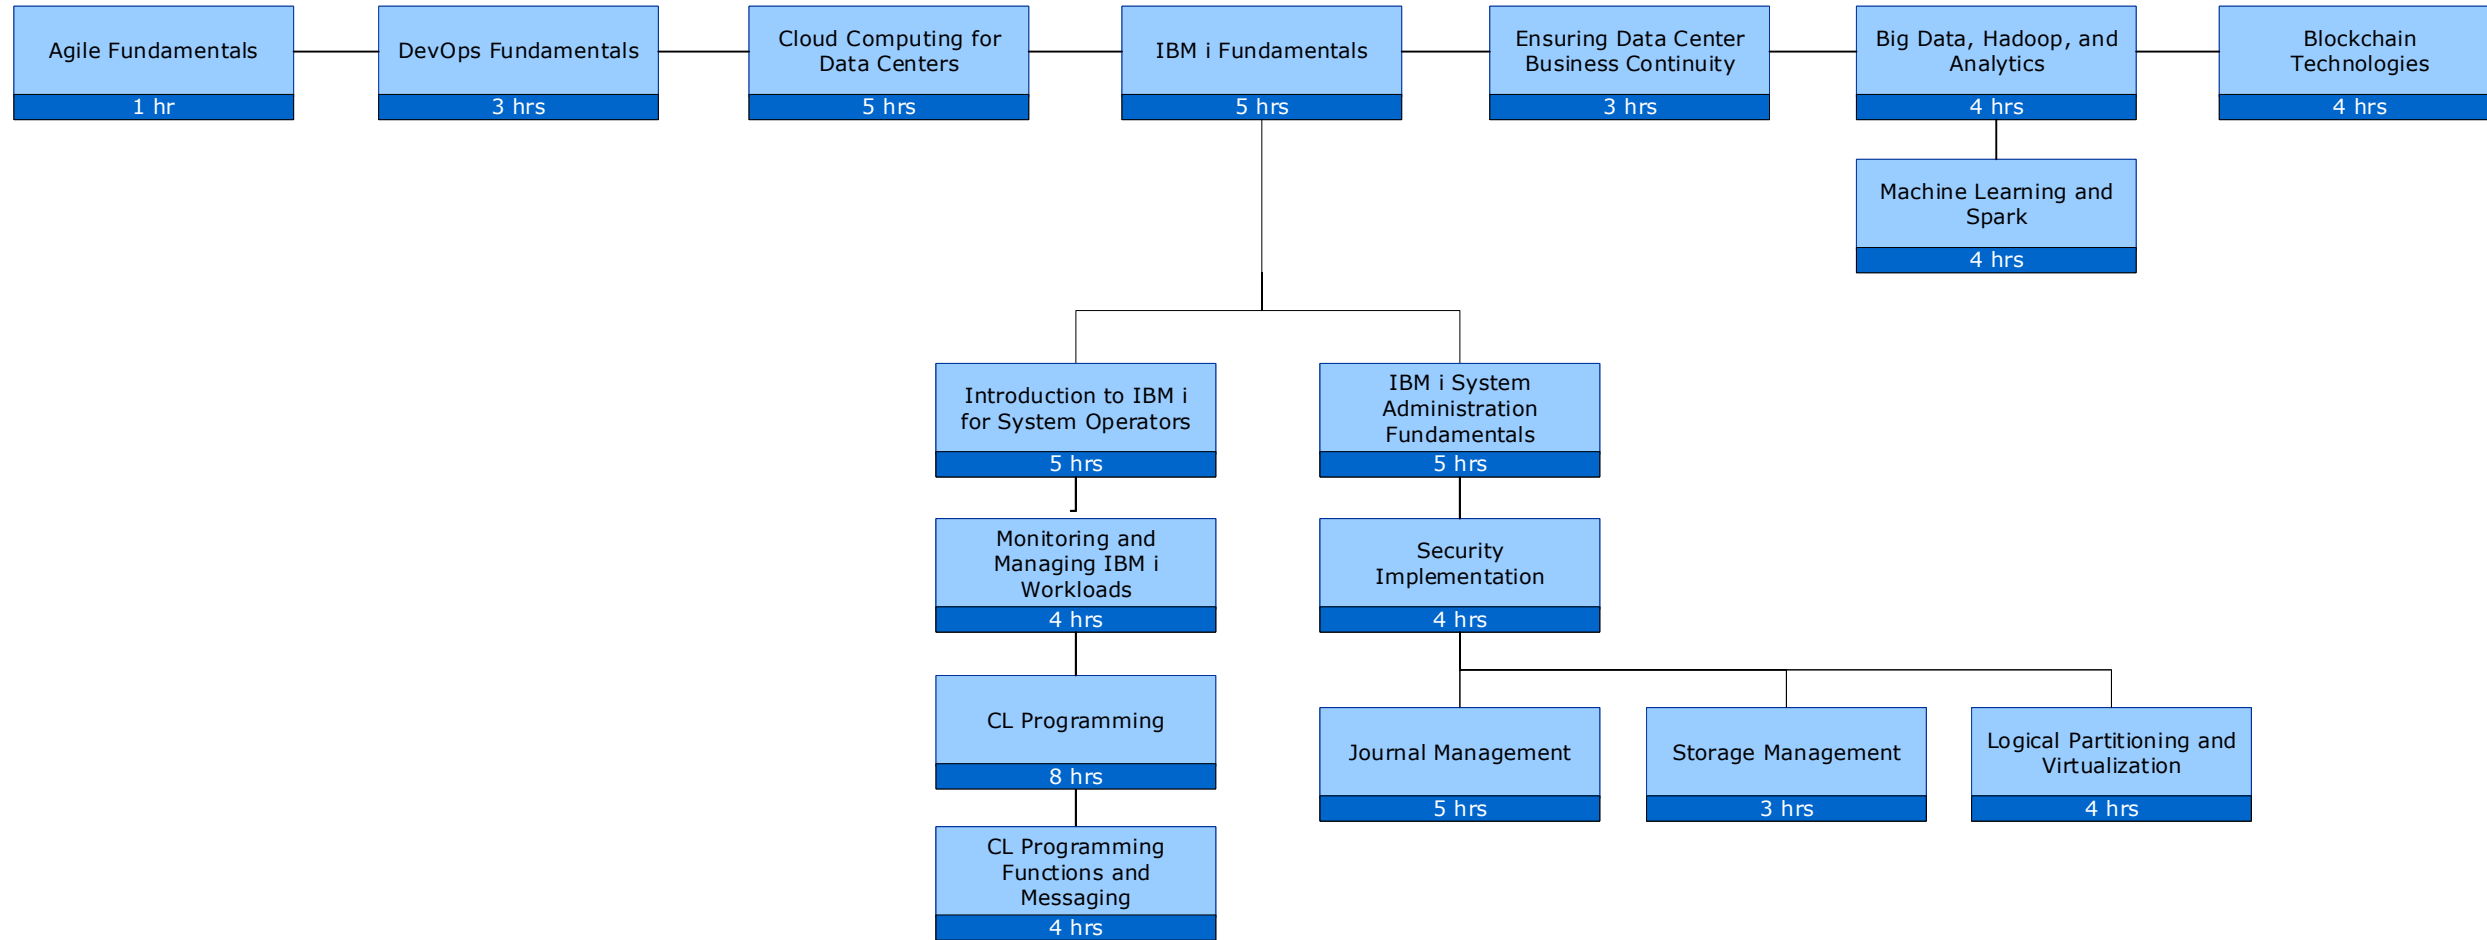 Agile Fundamentals
1 hr
DevOps Fundamentals
3 hrs
Cloud Computing for
Data Centers
5 hrs
IBM i Fundamentals
5 hrs
Ensuring Data Center
Business Continuity
3 hrs
Big Data, Hadoop, and
Analytics
4 hrs
Blockchain
Technologies
4 hrs
Machine Learning and
Spark
4 hrs
Introduction to IBM i
for System Operators
5 hrs
IBM i System
Administration
Fundamentals
5 hrs
Monitoring and
Managing IBM i
Workloads
4 hrs
Security
Implementation
4 hrs
CL Programming
8 hrs
Journal Management
5 hrs
Storage Management
3 hrs
Logical Partitioning and
Virtualization
4 hrs
CL Programming
Functions and
Messaging
4 hrs